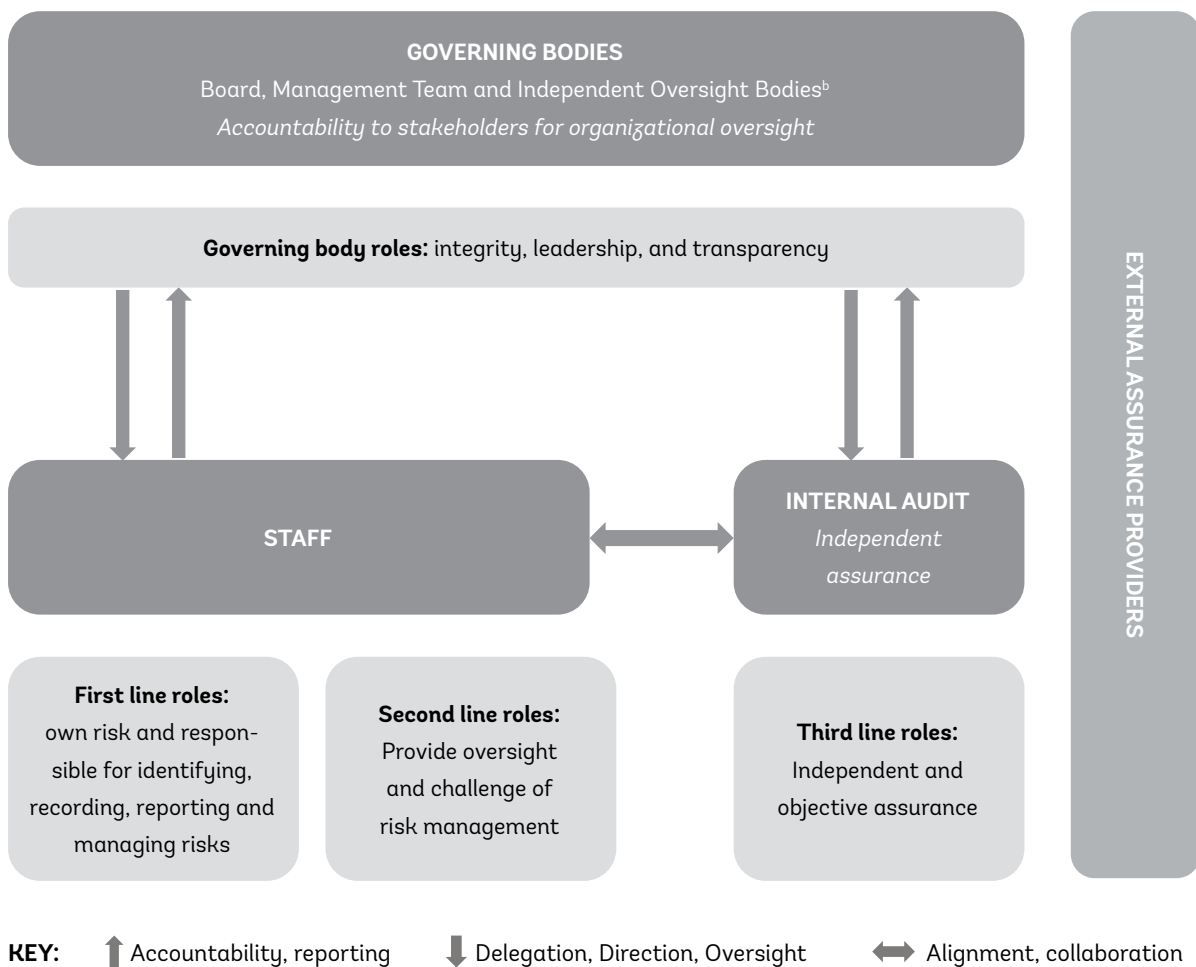 GOVERNING BODIES
Board, Management Team and Independent Oversight Bodiesᵇ
Accountability to stakeholders for organizational oversight
Governing body roles: integrity, leadership, and transparency
STAFF
INTERNAL AUDIT
Independent
assurance
First line roles:
own risk and respon-
sible for identifying,
recording, reporting and
managing risks
Second line roles:
Provide oversight
and challenge of
risk management
Third line roles:
Independent and
objective assurance
EXTERNAL ASSURANCE PROVIDERS
KEY: Accountability, reporting Delegation, Direction, Oversight Alignment, collaboration